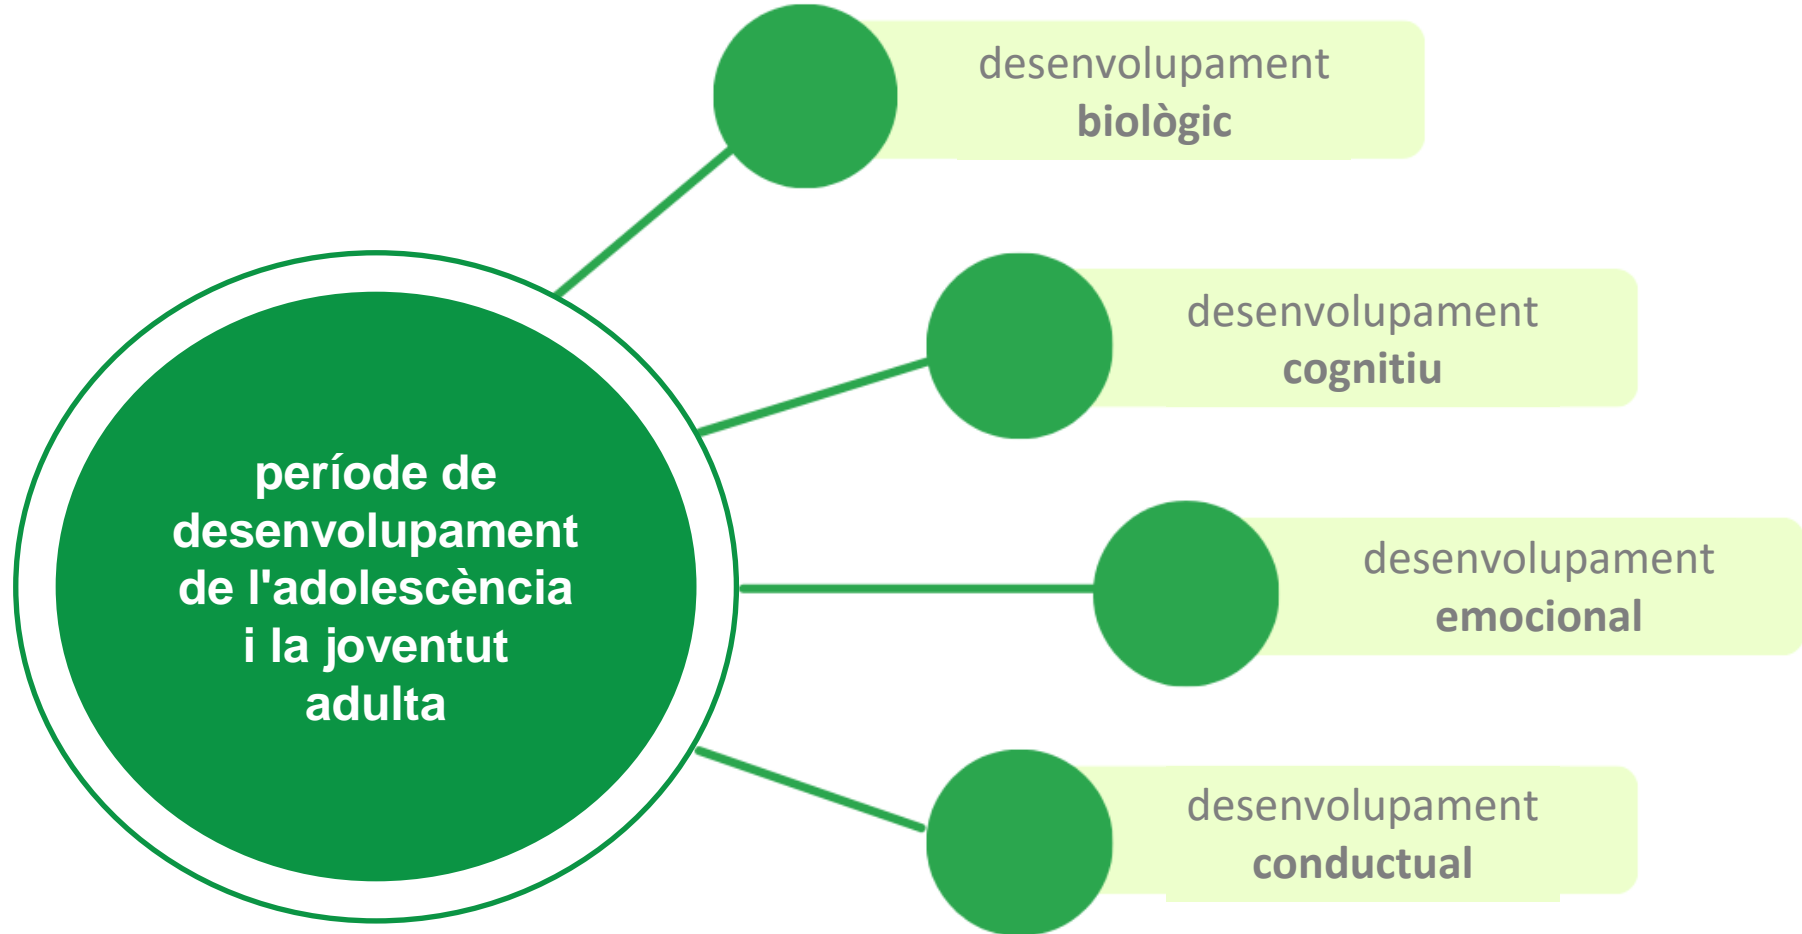 període de
desenvolupament
de l'adolescència
i la joventut
adulta
desenvolupament
biològic
desenvolupament
cognitiu
desenvolupament
emocional
desenvolupament
conductual